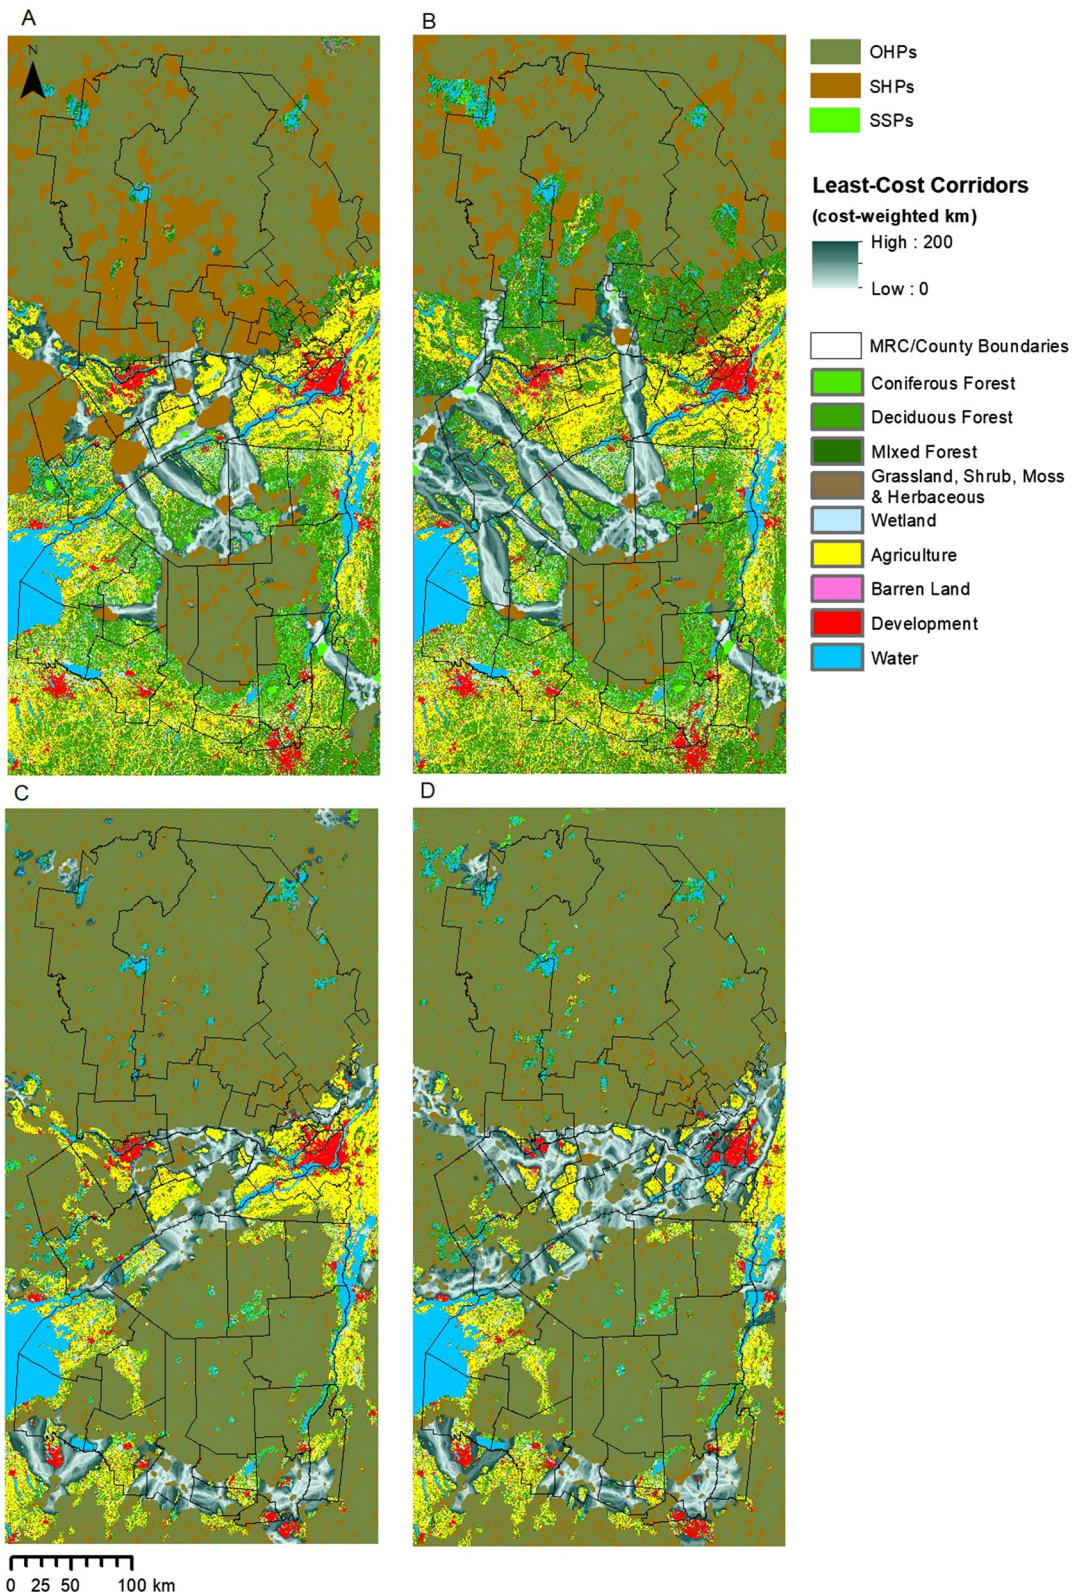 A
B
N
OHPs
SHPs
SSPs
Least-Cost Corridors
(cost-weighted km)
High : 200
Low : 0
MRC/County Boundaries
Coniferous Forest
Deciduous Forest
MIxed Forest
Grassland, Shrub, Moss
& Herbaceous
Wetland
Agriculture
Barren Land
Development
Water
C
D
0 25 50 100 km